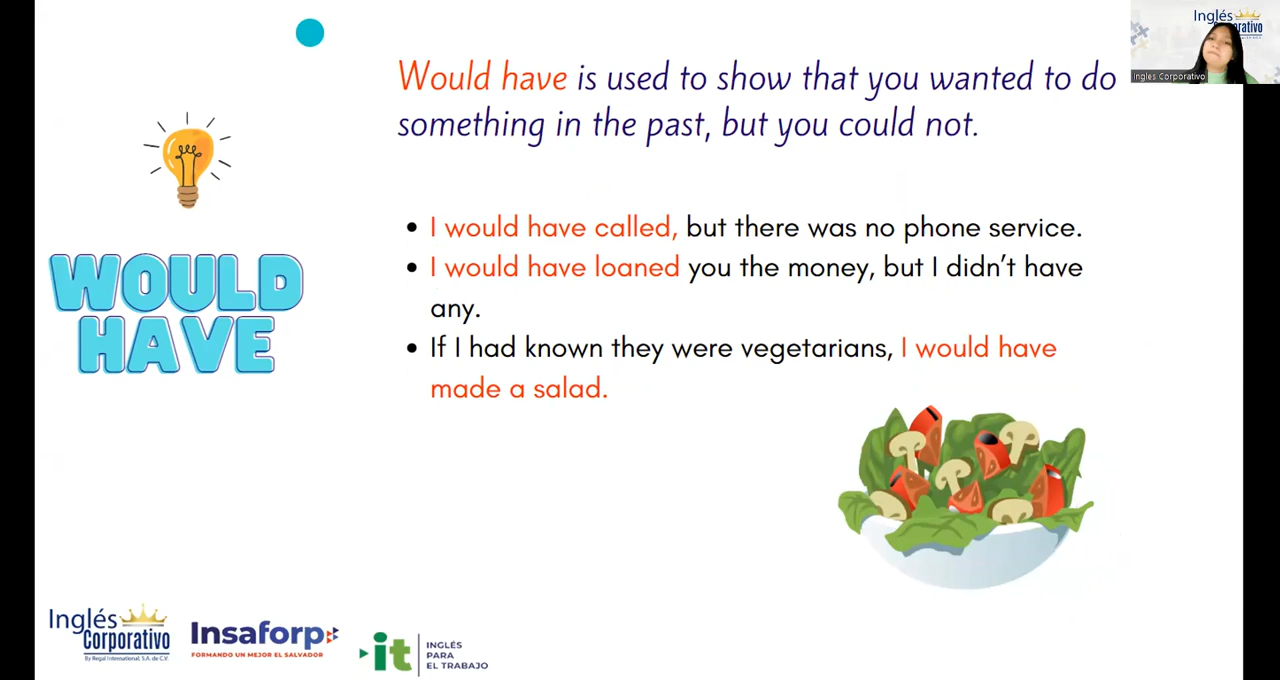 Would have is used to show that you wanted to do
something in the past, but you could not.
WOULD
HAVE
• I would have called, but there was no phone service.
• I would have loaned you the money, but I didn’t have
any.
• If I had known they were vegetarians, I would have
made a salad.
Inglés
Corporativo
By Regal International, S.A. de C.V.
Insaforp
FORMANDO UN MEJOR EL SALVADOR
it
INGLÉS
PARA
EL TRABAJO
Inglés
Corporativo
Ingles Corporativo